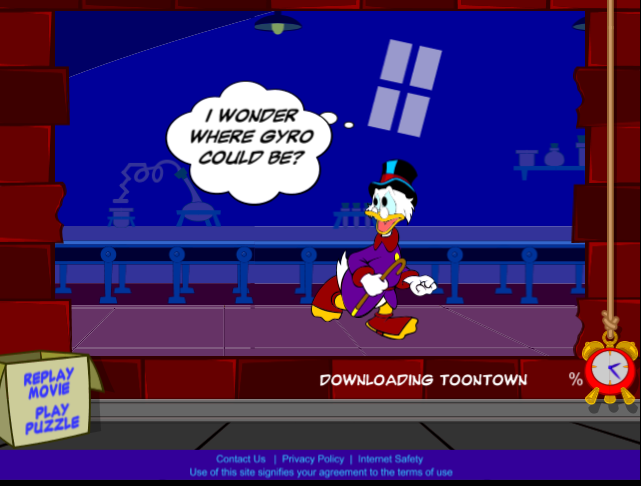 I WONDER
WHERE GYRO
COULD BE?
REPLAY
MOVIE
PLAY
PUZZLE
DOWNLOADING TOONTOWN %
Contact Us | Privacy Policy | Internet Safety
Use of this site signifies your agreement to the terms of use